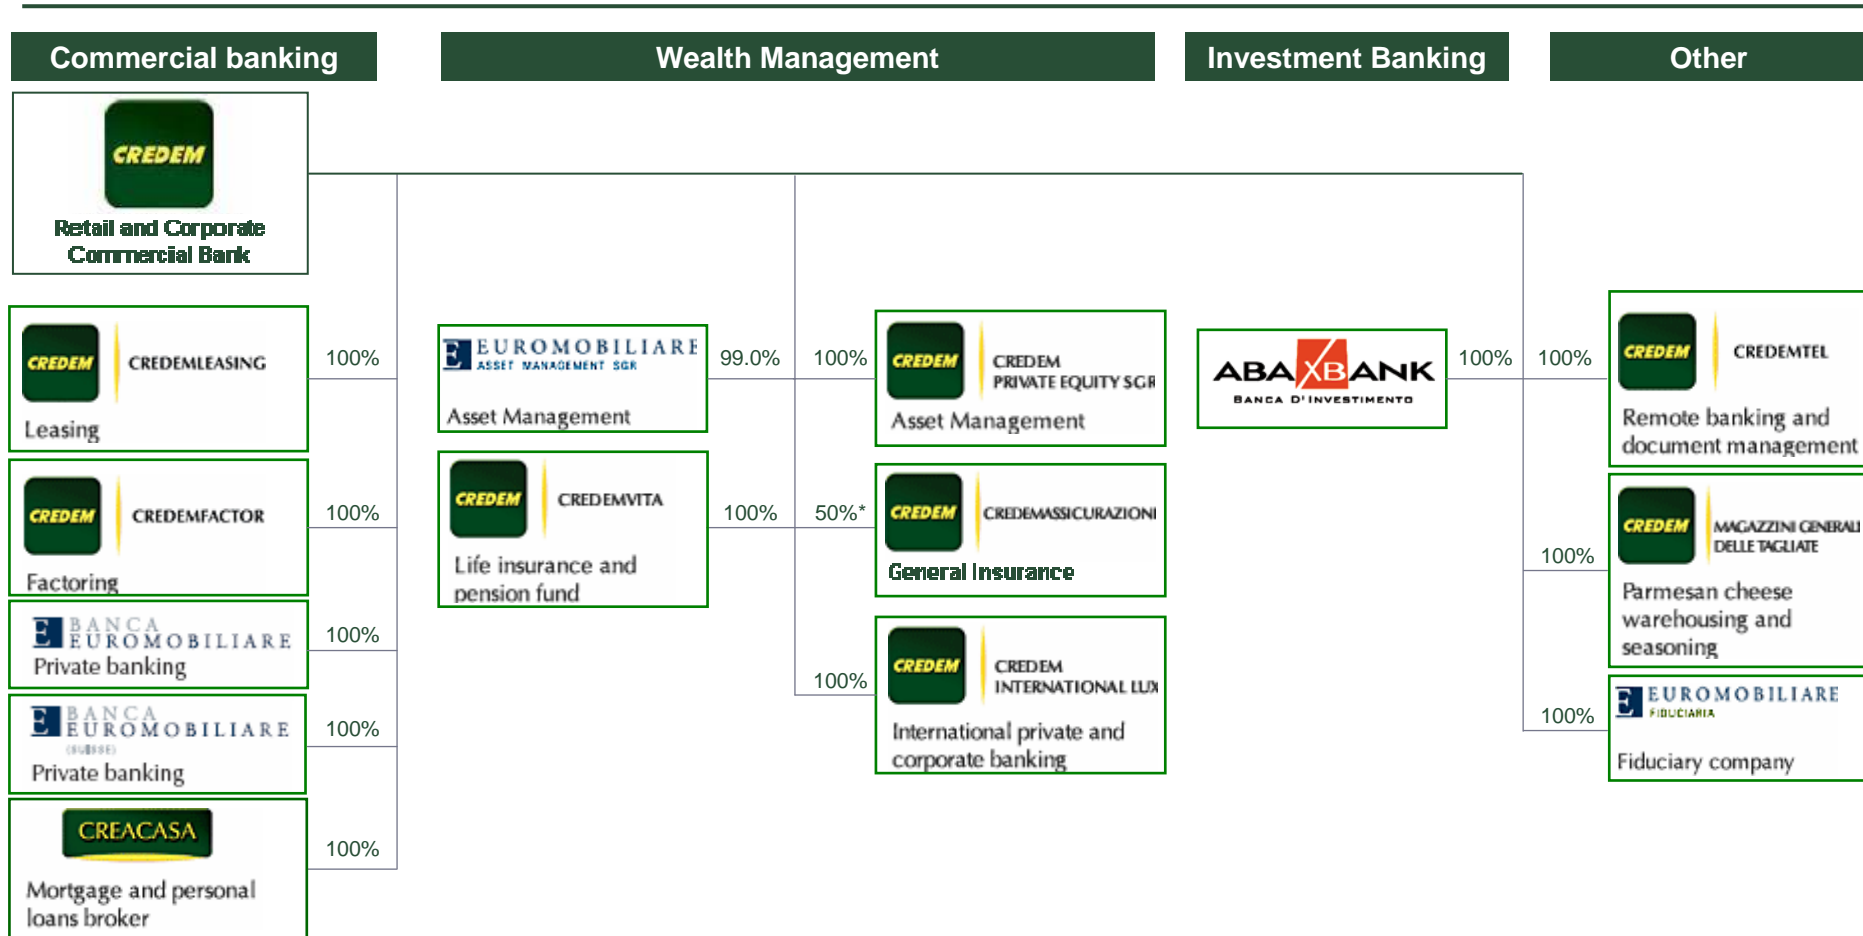 Commercial banking
Wealth Management
Investment Banking
Other
CREDEM
Retail and Corporate
Commercial Bank
CREDEM
CREDEMLEASING
Leasing
100%
CREDEM
CREDEMFACTOR
Factoring
100%
E BANCA
EUROMOBILIARE
Private banking
100%
E BANCA
EUROMOBILIARE
(SUISSE)
Private banking
100%
CREACASA
Mortgage and personal
loans broker
100%
E EUROMOBILIARE
ASSET MANAGEMENT SGR
Asset Management
99.0%
CREDEM
CREDEMVITA
Life insurance and
pension fund
100%
100%
CREDEM
CREDEM
PRIVATE EQUITY SGR
Asset Management
50%*
CREDEM
CREDEMASSICURAZIONI
General Insurance
100%
CREDEM
CREDEM
INTERNATIONAL LUX
International private and
corporate banking
ABAXBANK
BANCA D'INVESTIMENTO
100%
100%
CREDEM
CREDEMTEL
Remote banking and
document management
100%
CREDEM
MAGAZZINI GENERALI
DELLE TAGLIATE
Parmesan cheese
warehousing and
seasoning
100%
E EUROMOBILIARE
FIDUCIARIA
Fiduciary company